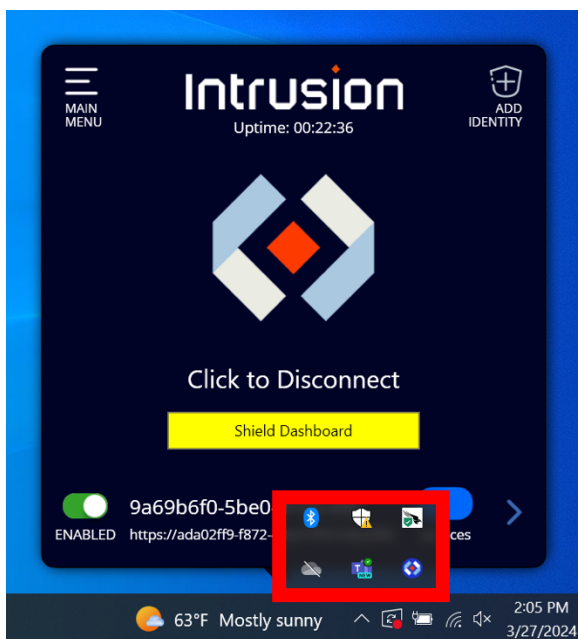 MAIN
MENU
Intrusion
Uptime: 00:22:36
ADD
IDENTITY
Click to Disconnect
Shield Dashboard
ENABLED
9a69b6f0-5be0
https://ada02ff9-f872-
ces
NEW
63°F Mostly sunny
2:05 PM
3/27/2024